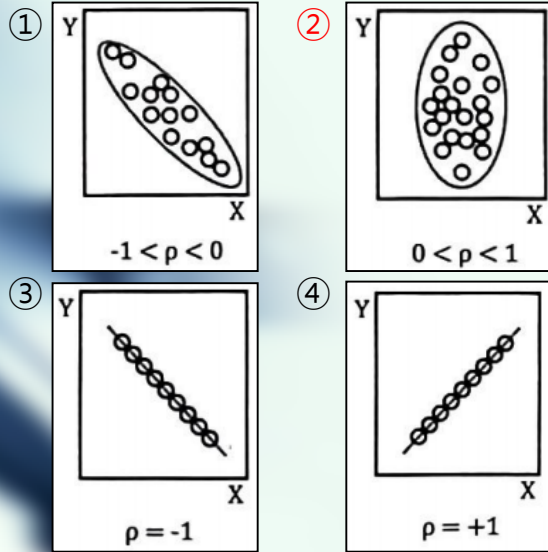 ① Y
X
-1 < ρ < 0
② Y
X
0 < ρ < 1
③ Y
X
ρ = -1
④ Y
X
ρ = +1